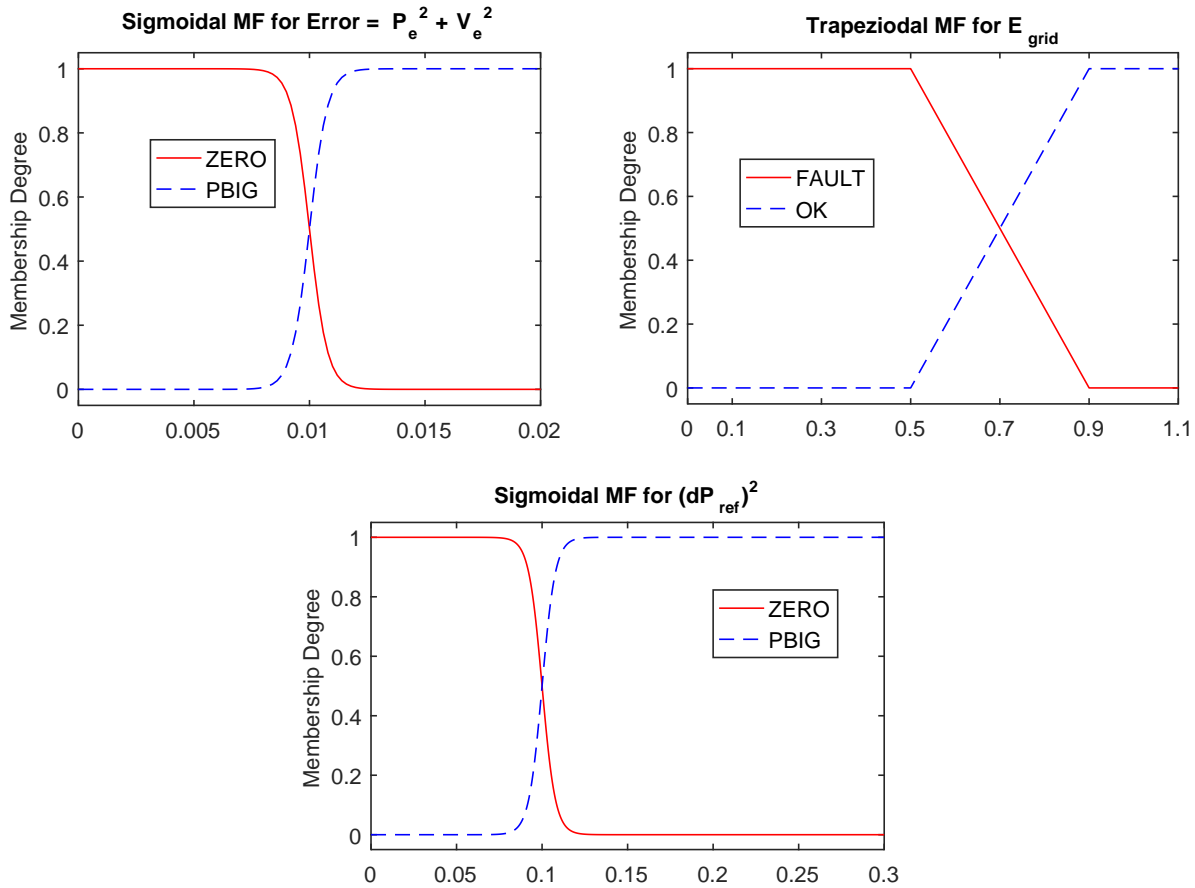 Sigmoidal MF for Error = P_e^2 + V_e^2
Membership Degree
1
0.8
0.6
0.4
0.2
0
ZERO
PBIG
0 0.005 0.01 0.015 0.02
Trapeziodal MF for E_grid
Membership Degree
1
0.8
0.6
0.4
0.2
0
FAULT
OK
0 0.1 0.3 0.5 0.7 0.9 1.1
Sigmoidal MF for (dP_ref)^2
Membership Degree
1
0.8
0.6
0.4
0.2
0
ZERO
PBIG
0 0.05 0.1 0.15 0.2 0.25 0.3